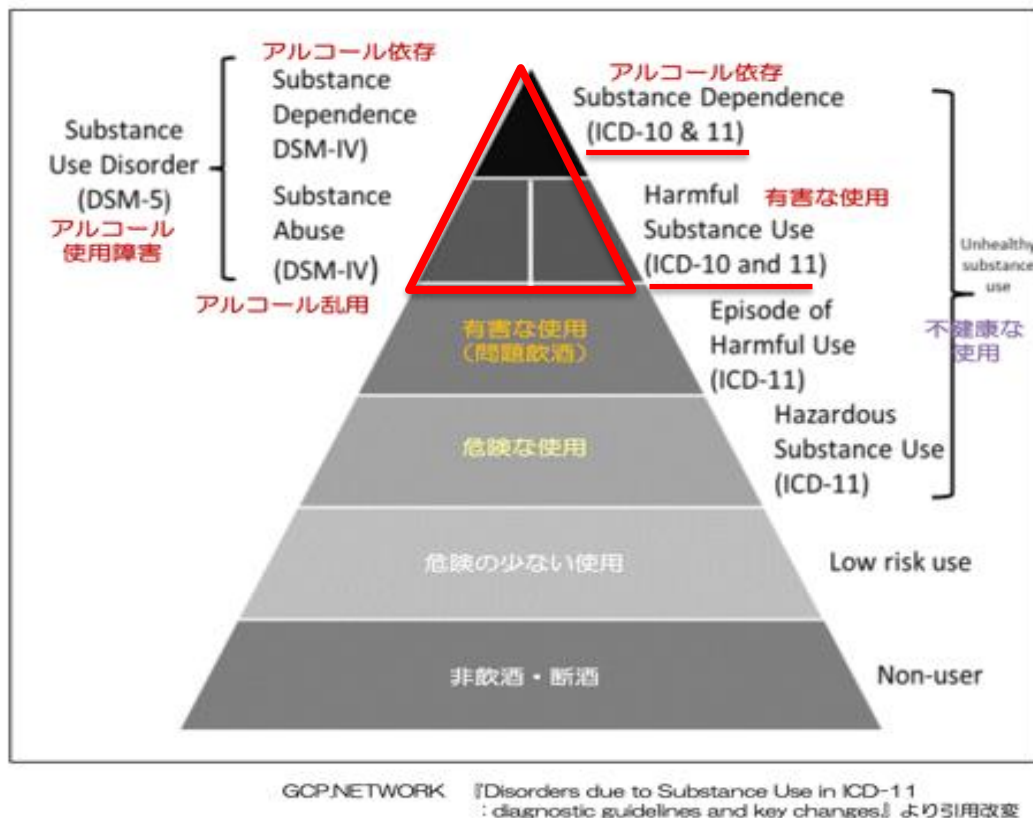 アルコール依存
Substance
Dependence
DSM-IV)
Substance
Use Disorder
(DSM-5)
アルコール
使用障害
Substance
Abuse
(DSM-IV)
アルコール乱用
アルコール依存
Substance Dependence
(ICD-10 & 11)
Harmful 有害な使用
Substance Use
(ICD-10 and 11)
Episode of
Harmful Use
(ICD-11)
Hazardous
Substance Use
(ICD-11)
Unhealthy
substance
use
不健康な
使用
有害な使用
(問題飲酒)
危険な使用
危険の少ない使用
Low risk use
非飲酒・断酒
Non-user
GCP.NETWORK 『Disorders due to Substance Use in ICD-11
: diagnostic guidelines and key changes』より引用改変